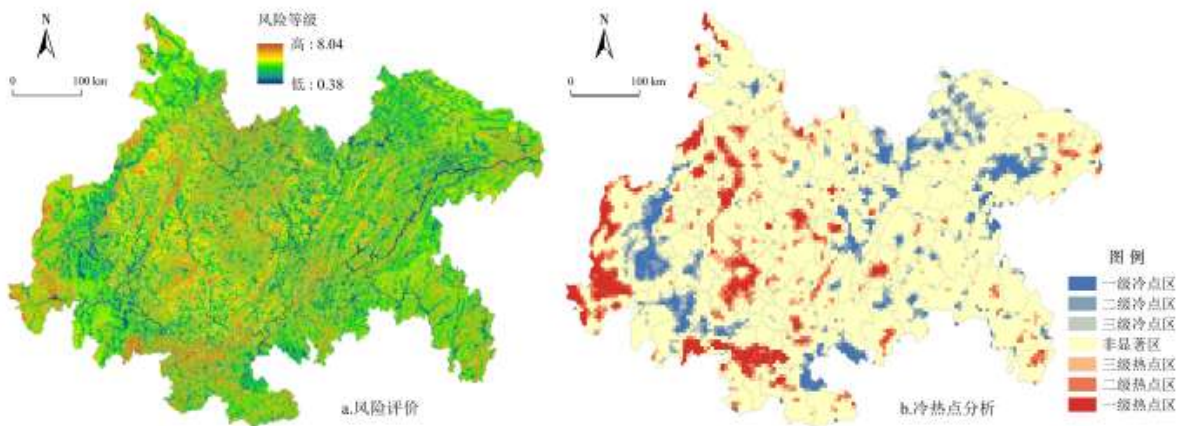 N
0 100 km
风险等级
高：8.04
低：0.38
a.风险评价
N
0 100 km
图 例
一级冷点区
二级冷点区
三级冷点区
非显著区
三级热点区
二级热点区
一级热点区
b.冷热点分析